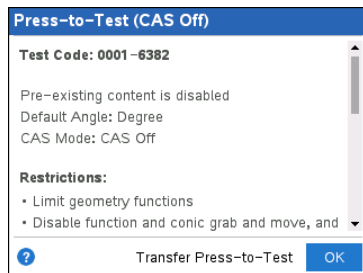 Press-to-Test (CAS Off)
Test Code: 0001-6382
Pre-existing content is disabled
Default Angle: Degree
CAS Mode: CAS Off
Restrictions:
• Limit geometry functions
• Disable function and conic grab and move, and
?
Transfer Press-to-Test
OK